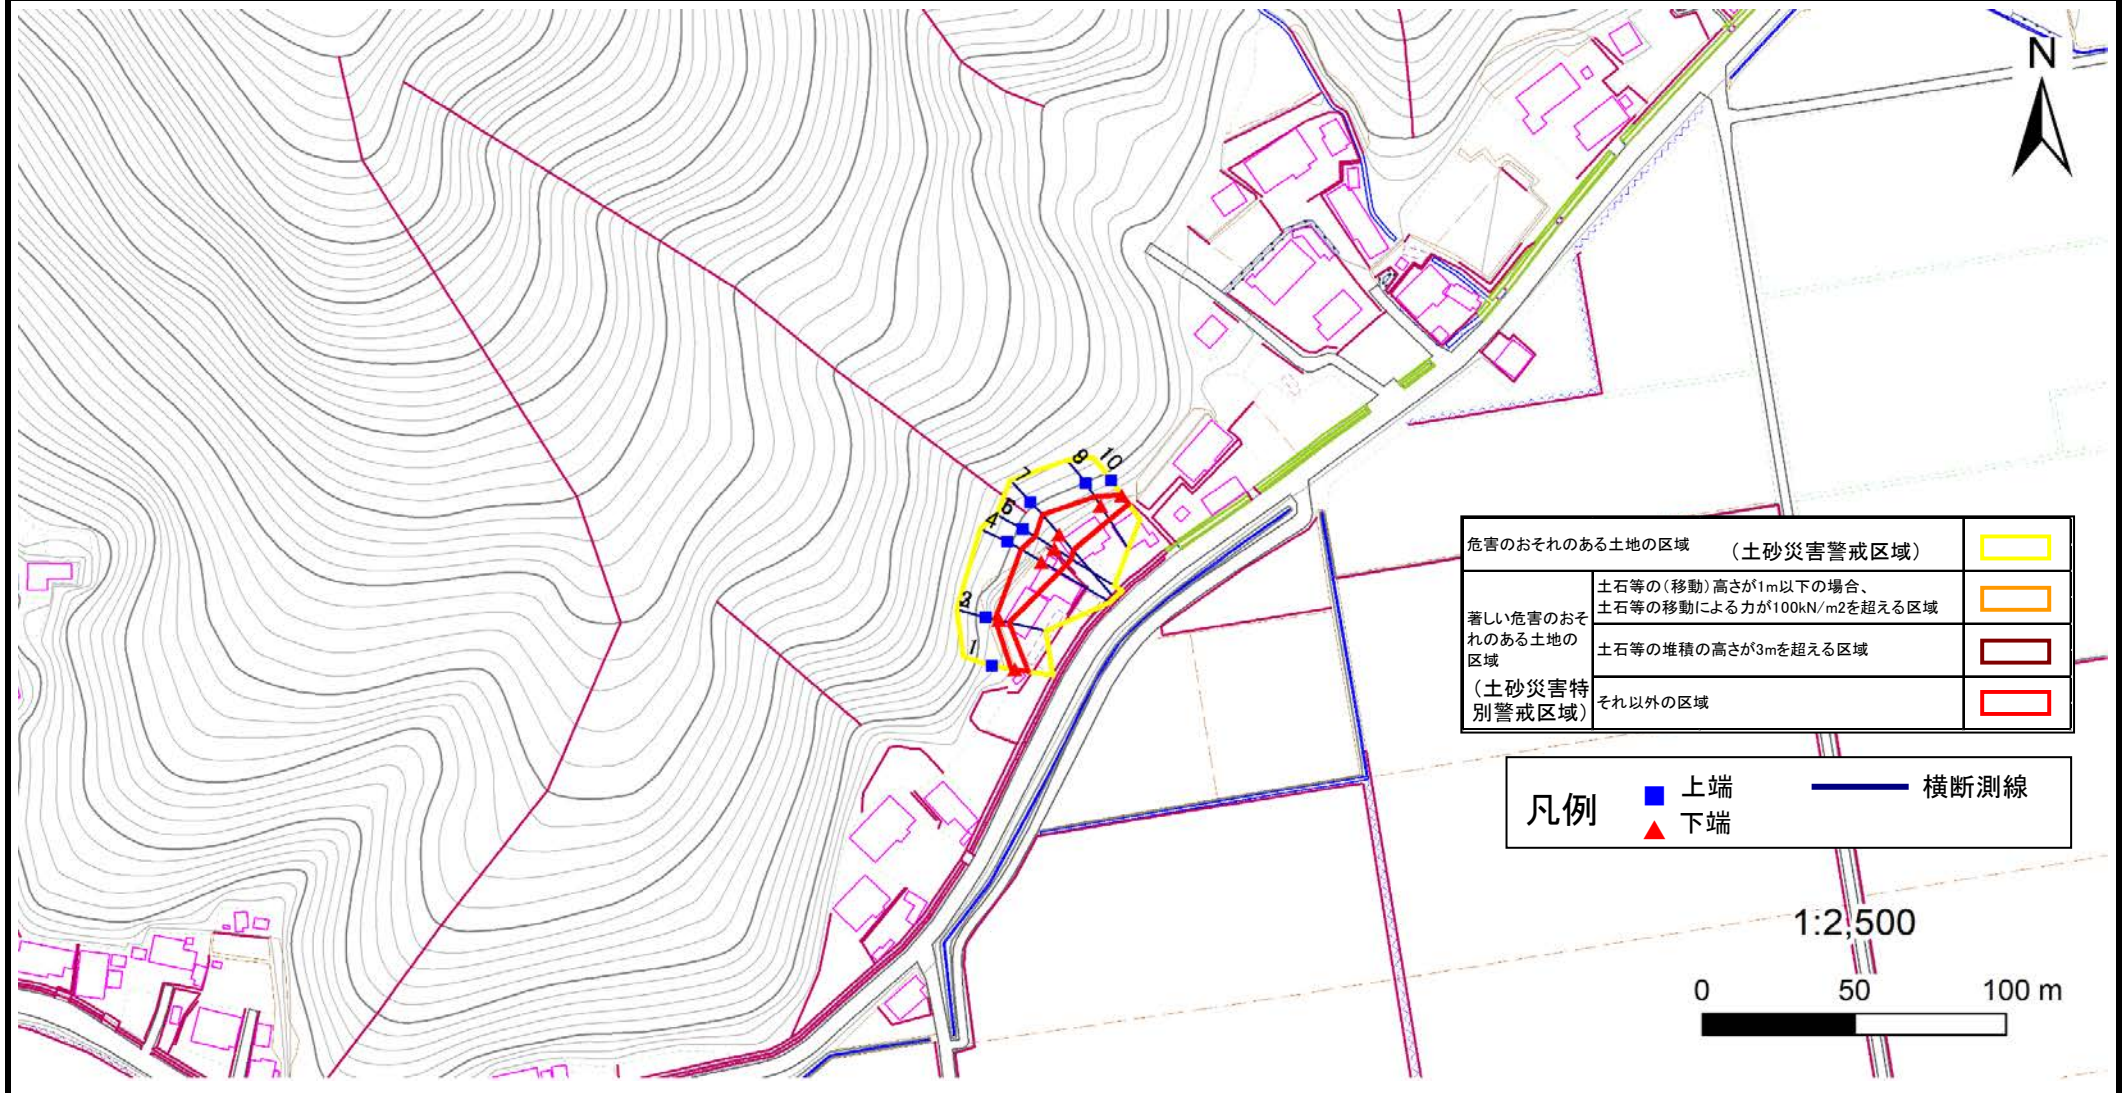 N
10
9
7
6
4
2
1
危害のおそれのある土地の区域 (土砂災害警戒区域)
著しい危害のおそ
れのある土地の
区域
(土砂災害特
別警戒区域)
土石等の(移動)高さが1m以下の場合、
土石等の移動による力が100kN/m2を超える区域
土石等の堆積の高さが3mを超える区域
それ以外の区域
凡例
上端
下端
横断測線
1:2,500
0 50 100 m